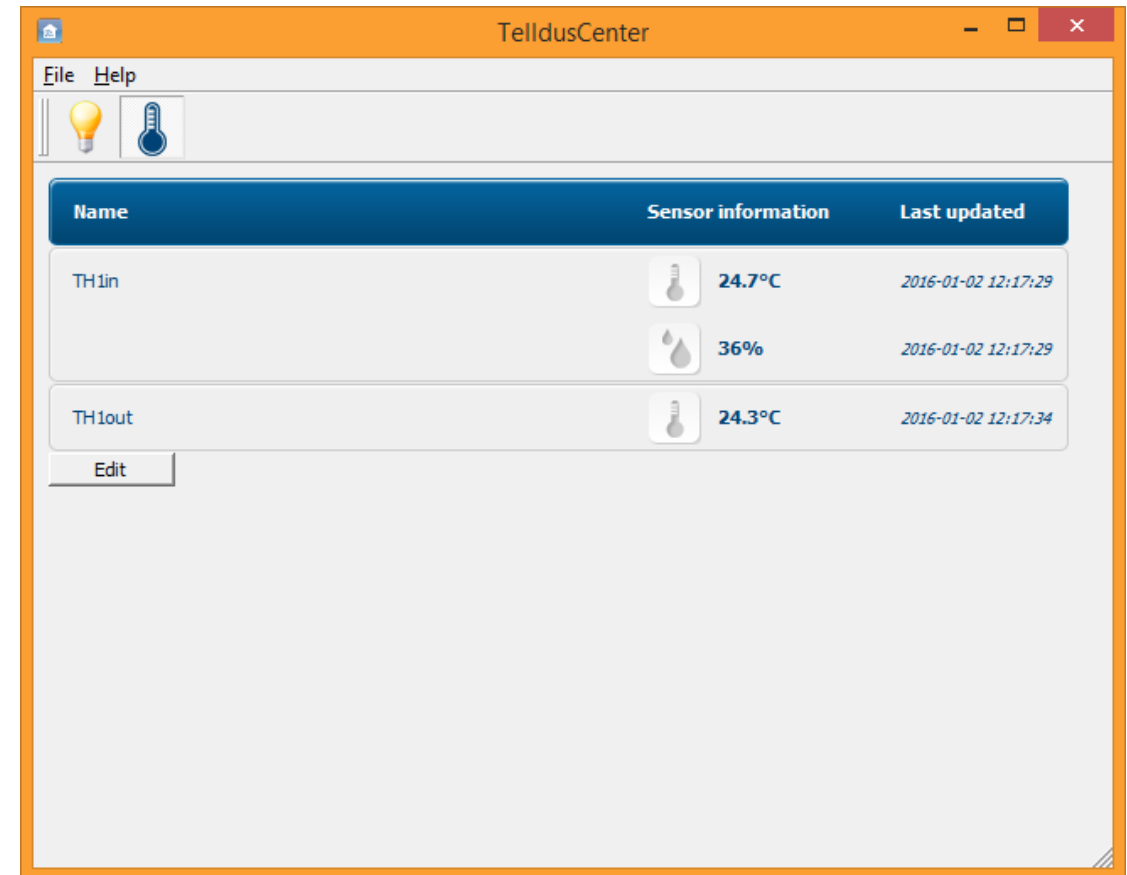 TelldusCenter
File Help
Name Sensor information Last updated
TH1in 24.7°C 2016-01-02 12:17:29
36% 2016-01-02 12:17:29
TH1out 24.3°C 2016-01-02 12:17:34
Edit